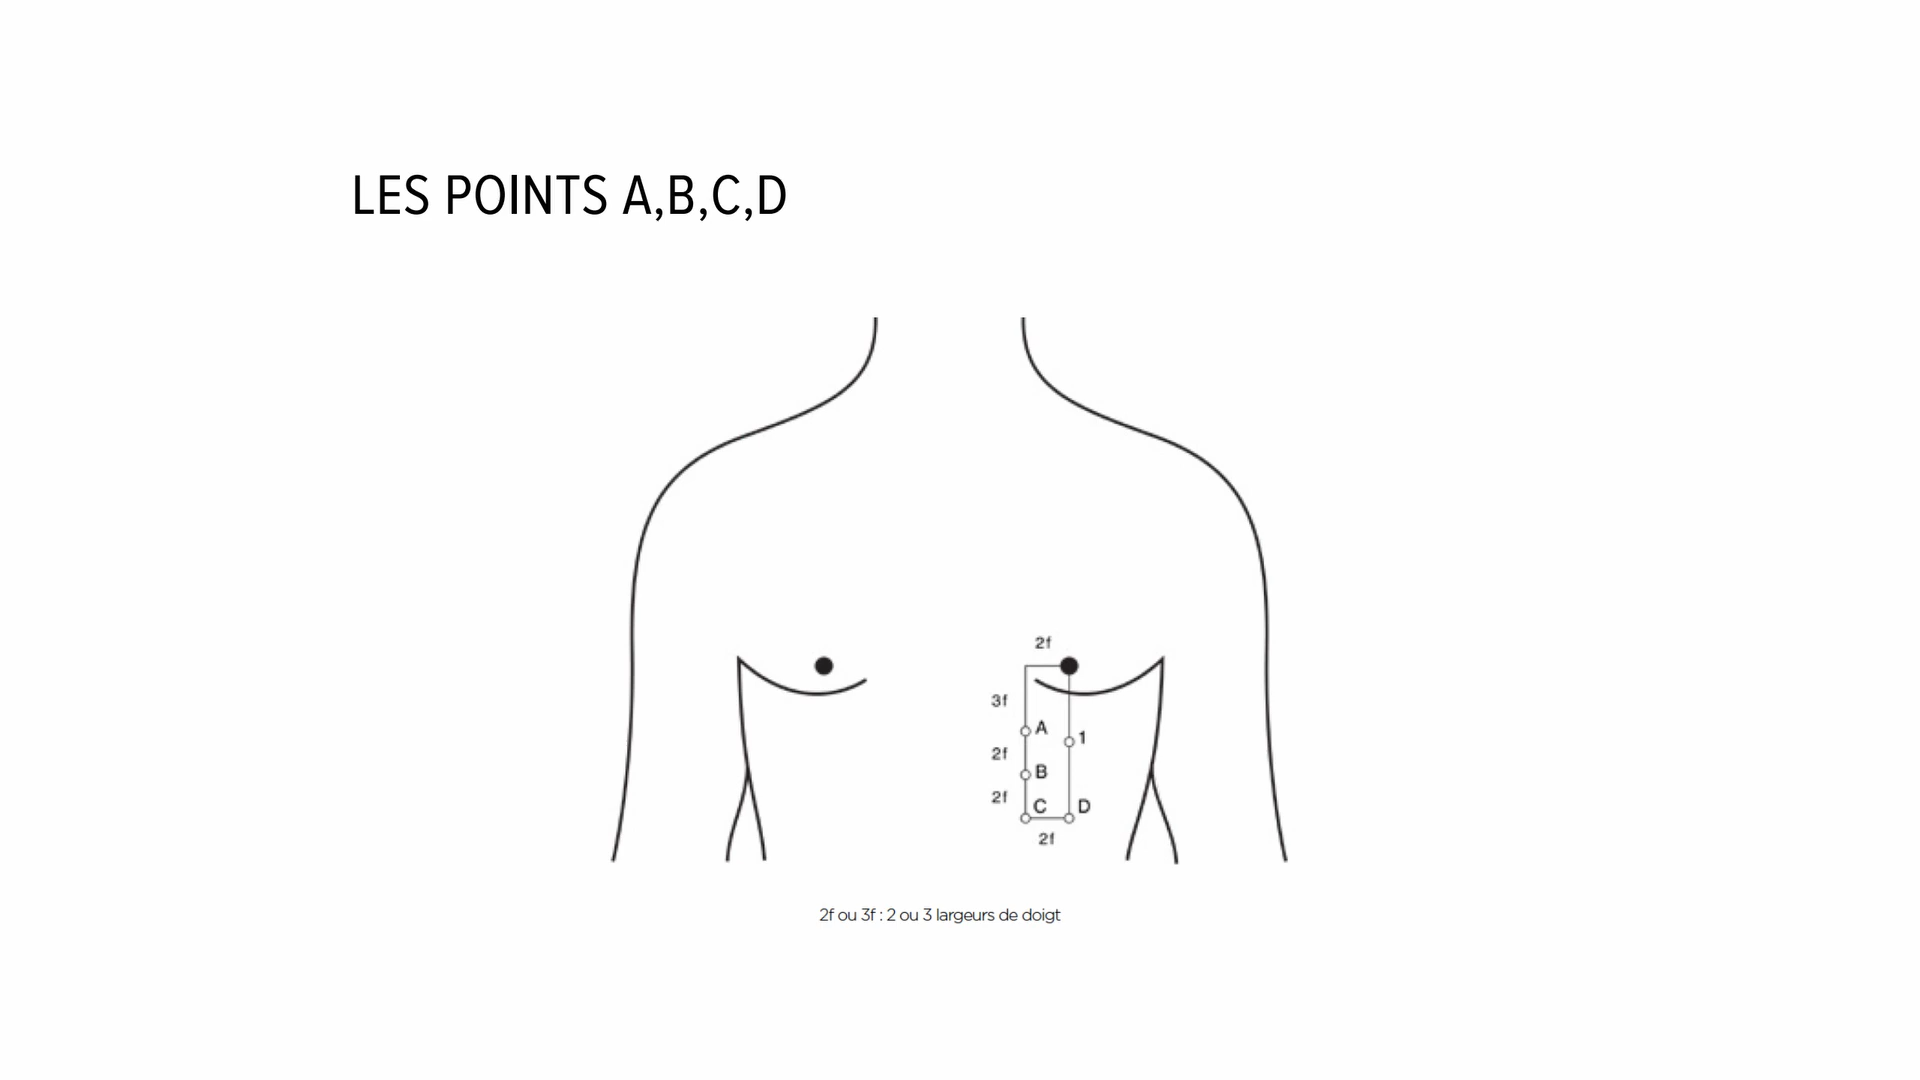 LES POINTS A,B,C,D
2f
3f
A
1
2f
B
2f
C D
2f
2f ou 3f : 2 ou 3 largeurs de doigt